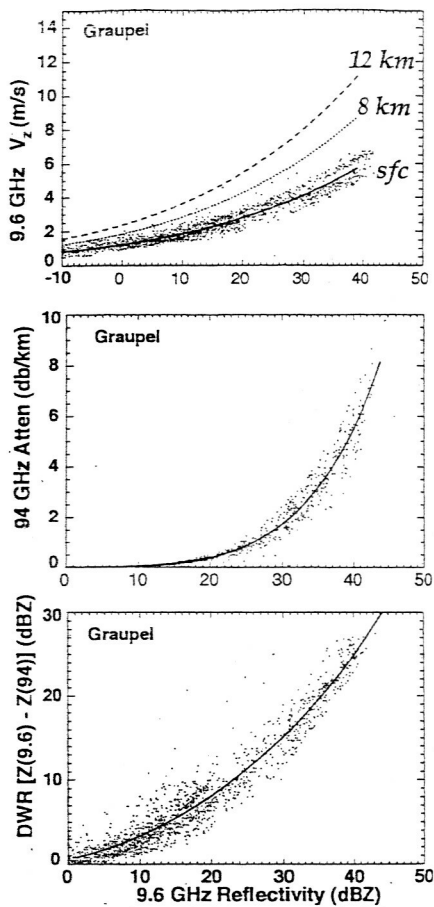 Graupel
12 km
8 km
sfc
9.6 GHz Vz (m/s)
14
12
10
8
6
4
2
0
-10 0 10 20 30 40 50
Graupel
94 GHz Atten (db/km)
10
8
6
4
2
0
0 10 20 30 40 50
Graupel
DWR [Z(9.6) - Z(94)] (dBZ)
30
20
10
0
0 10 20 30 40 50
9.6 GHz Reflectivity (dBZ)